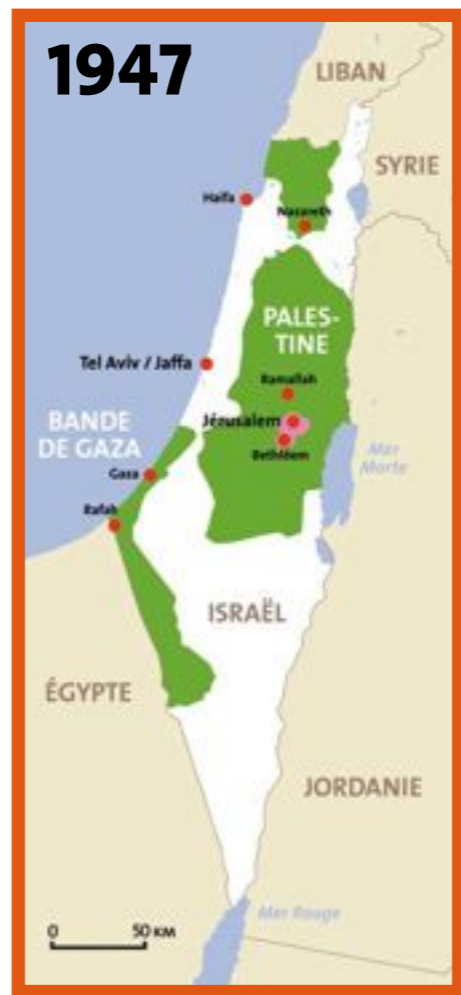 1947
LIBAN
SYRIE
Haïfa
Nazareth
PALES-
TINE
Tel Aviv / Jaffa
Ramallah
Jérusalem
BANDE
DE GAZA
Bethléem
Mer
Morte
Gaza
Rafah
ISRAËL
ÉGYPTE
JORDANIE
Mer Rouge
0 50 KM